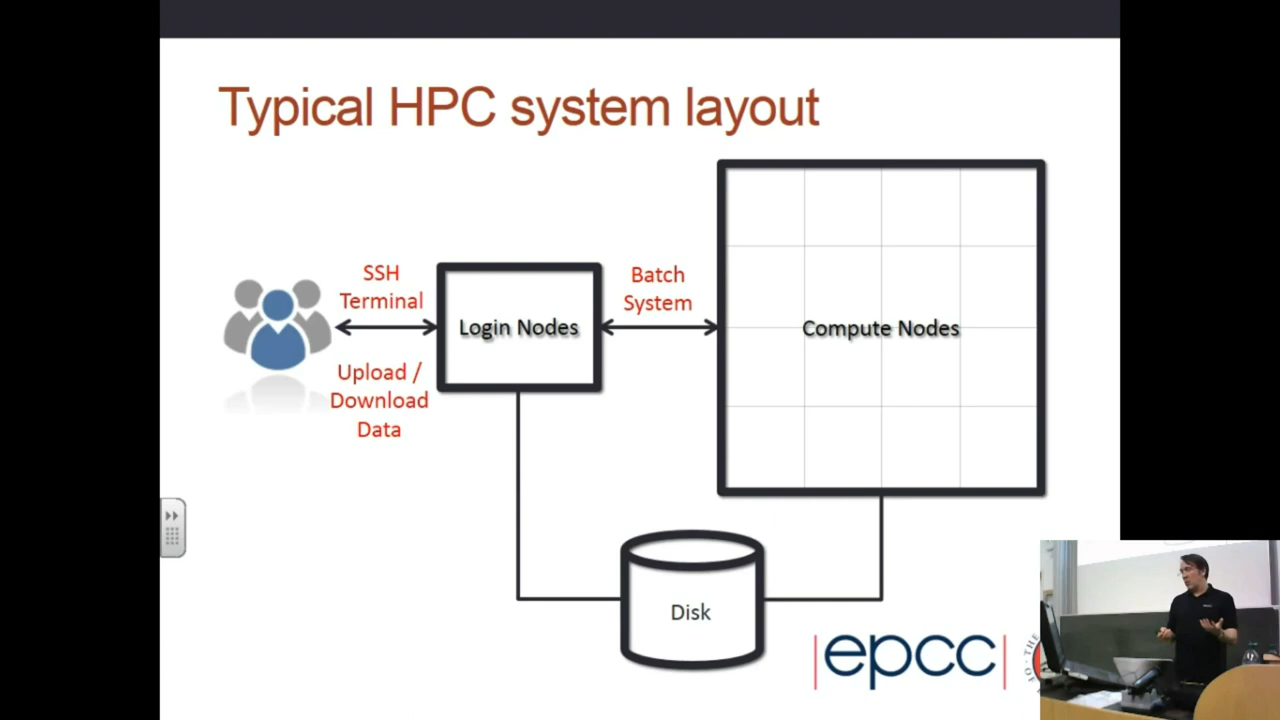 Typical HPC system layout
SSH
Terminal
Upload /
Download
Data
Login Nodes
Batch
System
Compute Nodes
Disk
epcc